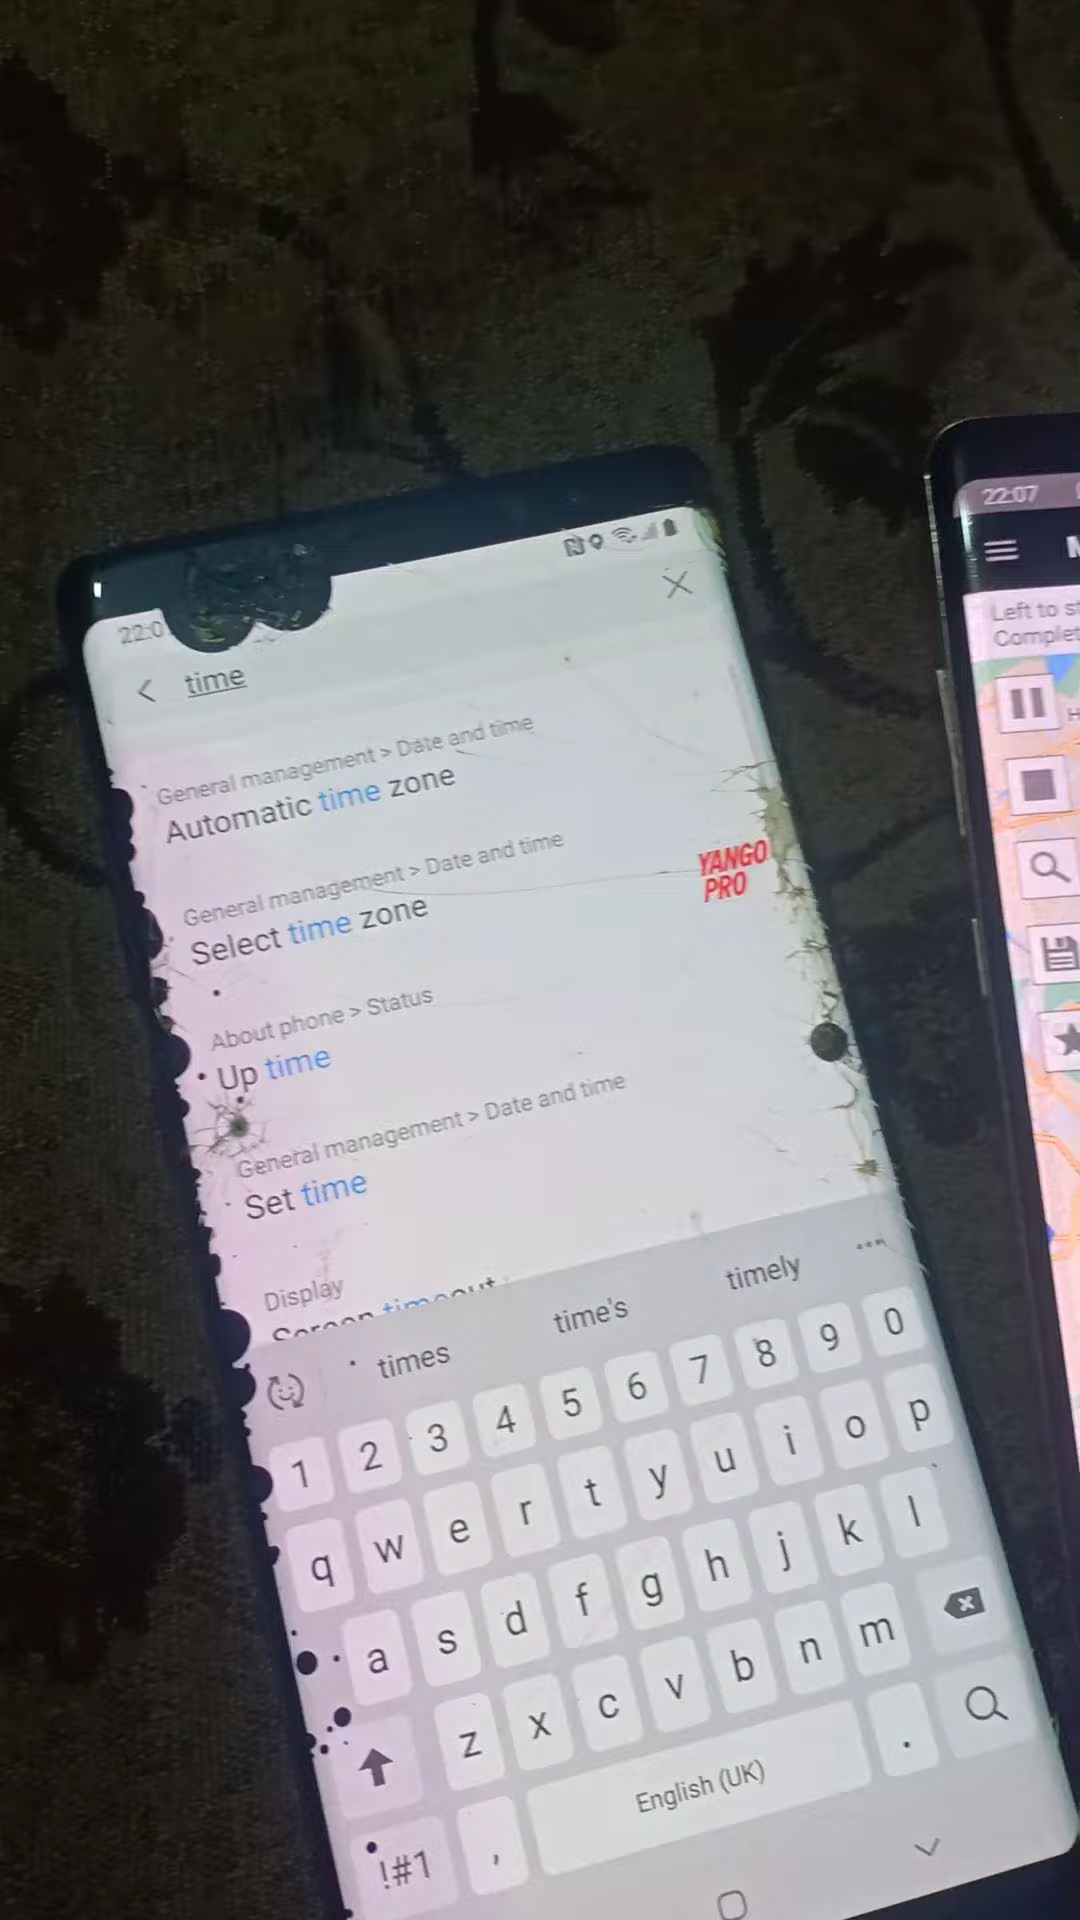 22:0
time
General management > Date and time
Automatic time zone
General management > Date and time
Select time zone
YANGO
PRO
About phone > Status
Up time
General management > Date and time
Set time
Display
Screen timeout
times time's timely
1 2 3 4 5 6 7 8 9 0
q w e r t y u i o p
a s d f g h j k l
z x c v b n m
!#1 , English (UK) .
22:07
Left to
Complet